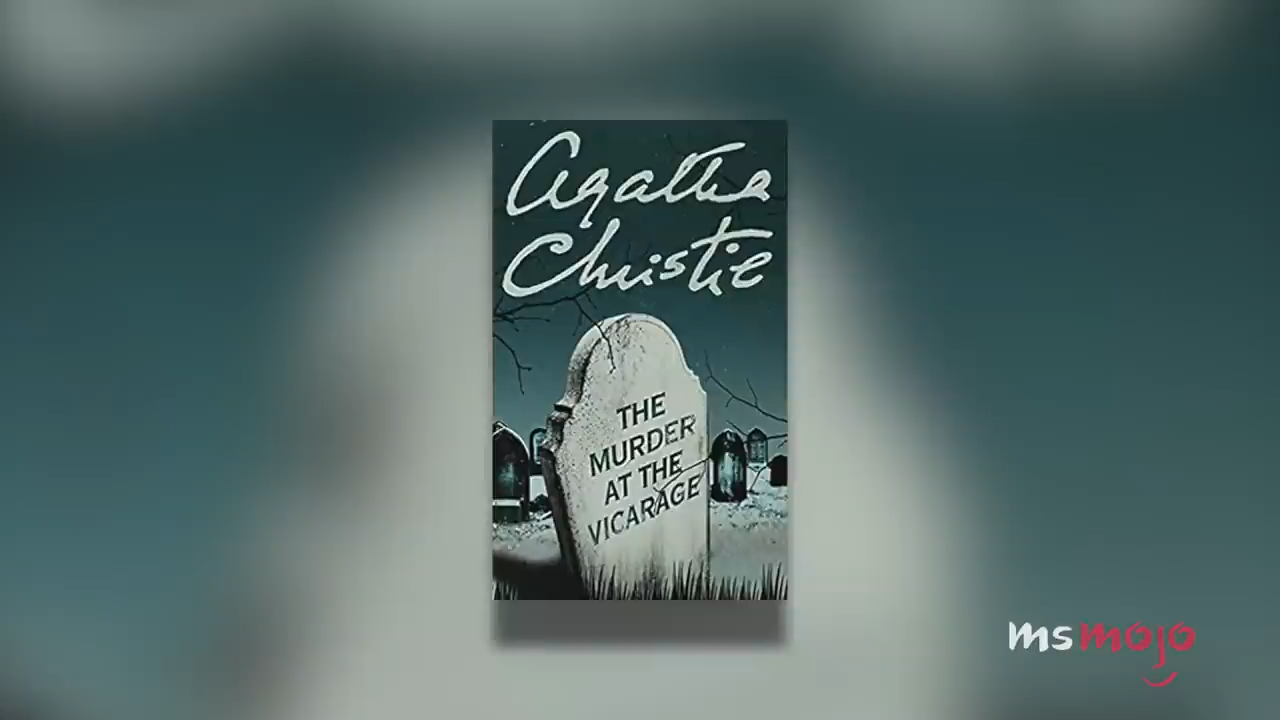 Agatha
Christie
THE
MURDER
AT THE
VICARAGE
msmojo